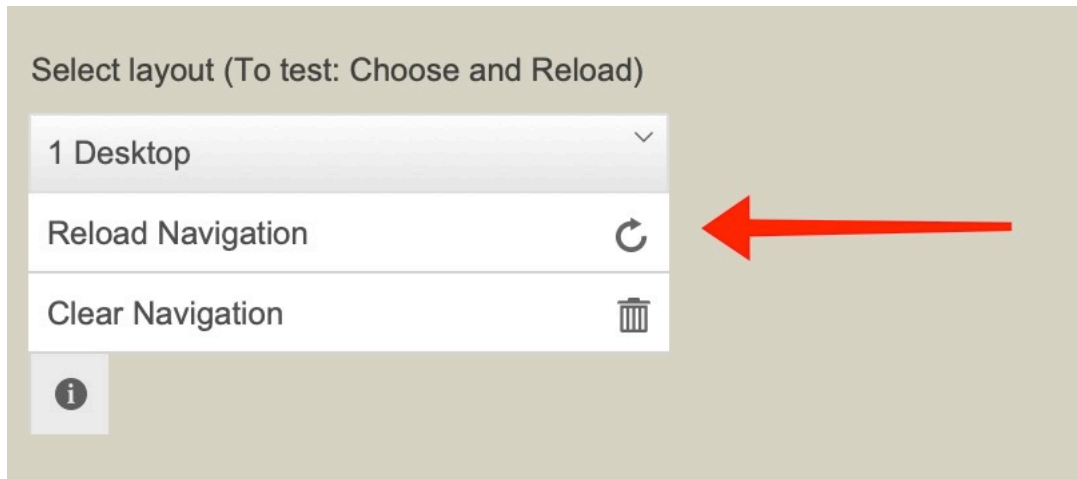 Select layout (To test: Choose and Reload)
1 Desktop
Reload Navigation
Clear Navigation